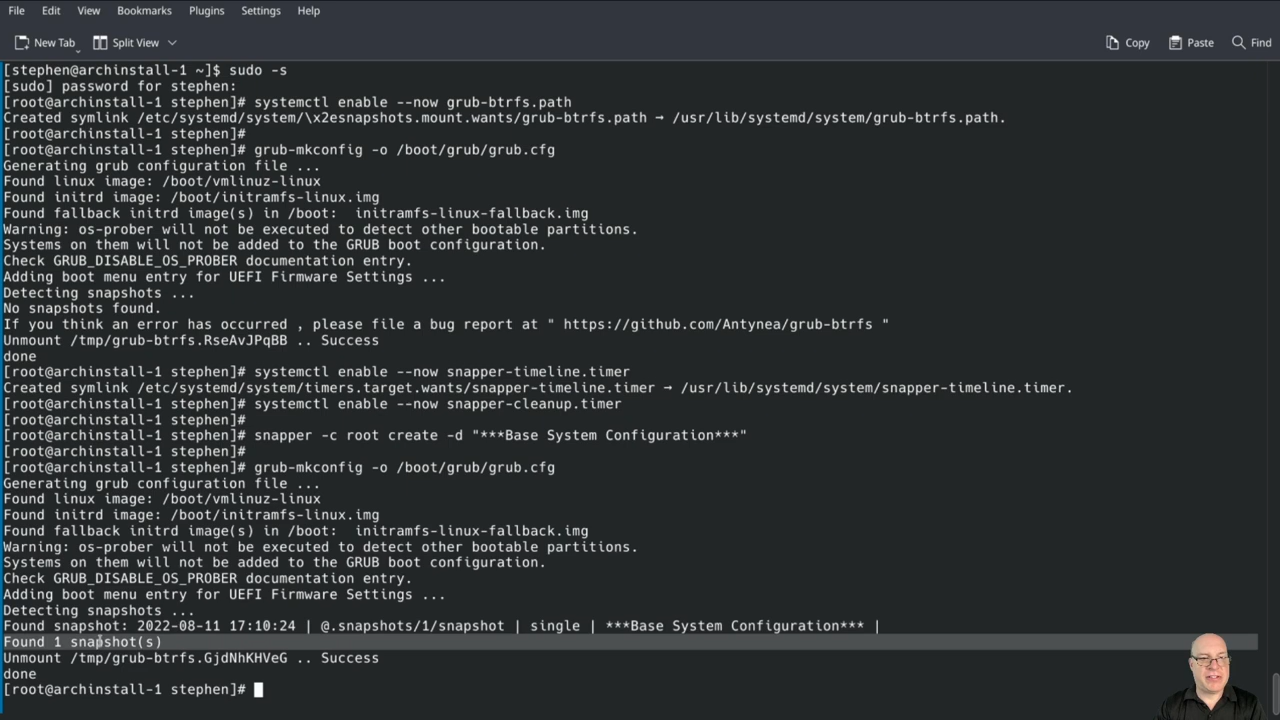 File Edit View Bookmarks Plugins Settings Help
New Tab Split View Copy Paste Find
[stephen@archinstall-1 ~]$ sudo -s
[sudo] password for stephen:
[root@archinstall-1 stephen]# systemctl enable --now grub-btrfs.path
Created symlink /etc/systemd/system/\x2esnapshots.mount.wants/grub-btrfs.path → /usr/lib/systemd/system/grub-btrfs.path.
[root@archinstall-1 stephen]#
[root@archinstall-1 stephen]# grub-mkconfig -o /boot/grub/grub.cfg
Generating grub configuration file ...
Found linux image: /boot/vmlinuz-linux
Found initrd image: /boot/initramfs-linux.img
Found fallback initrd image(s) in /boot:  initramfs-linux-fallback.img
Warning: os-prober will not be executed to detect other bootable partitions.
Systems on them will not be added to the GRUB boot configuration.
Check GRUB_DISABLE_OS_PROBER documentation entry.
Adding boot menu entry for UEFI Firmware Settings ...
Detecting snapshots ...
No snapshots found.
If you think an error has occurred , please file a bug report at " https://github.com/Antynea/grub-btrfs "
Unmount /tmp/grub-btrfs.RseAvJPqBB .. Success
done
[root@archinstall-1 stephen]# systemctl enable --now snapper-timeline.timer
Created symlink /etc/systemd/system/timers.target.wants/snapper-timeline.timer → /usr/lib/systemd/system/snapper-timeline.timer.
[root@archinstall-1 stephen]# systemctl enable --now snapper-cleanup.timer
[root@archinstall-1 stephen]#
[root@archinstall-1 stephen]# snapper -c root create -d "***Base System Configuration***"
[root@archinstall-1 stephen]#
[root@archinstall-1 stephen]# grub-mkconfig -o /boot/grub/grub.cfg
Generating grub configuration file ...
Found linux image: /boot/vmlinuz-linux
Found initrd image: /boot/initramfs-linux.img
Found fallback initrd image(s) in /boot:  initramfs-linux-fallback.img
Warning: os-prober will not be executed to detect other bootable partitions.
Systems on them will not be added to the GRUB boot configuration.
Check GRUB_DISABLE_OS_PROBER documentation entry.
Adding boot menu entry for UEFI Firmware Settings ...
Detecting snapshots ...
Found snapshot: 2022-08-11 17:10:24 | @.snapshots/1/snapshot | single | ***Base System Configuration*** |
Found 1 snapshot(s)
Unmount /tmp/grub-btrfs.GjdNhKHVeG .. Success
done
[root@archinstall-1 stephen]#